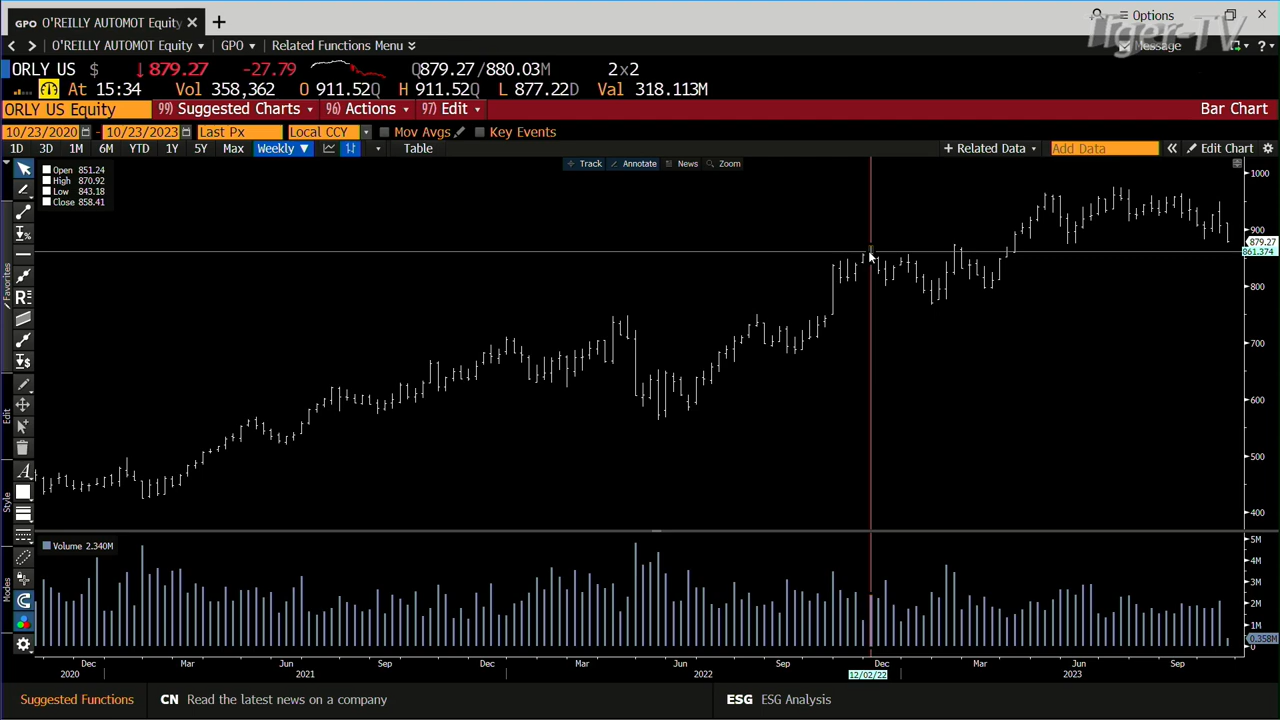 GPO O'REILLY AUTOMOT Equity × +
Options
O'REILLY AUTOMOT Equity GPO Related Functions Menu
Message
Tiger-TV
ORLY US $ ↓879.27 -27.79 Q879.27/880.03M 2x2
At 15:34 Vol 358,362 O 911.52Q H 911.52Q L 877.22D Val 318.113M
ORLY US Equity 99) Suggested Charts 96) Actions 97) Edit Bar Chart
10/23/2020 - 10/23/2023 Last Px Local CCY Mov Avgs Key Events
1D 3D 1M 6M YTD 1Y 5Y Max Weekly ▼ Table + Related Data Add Data « Edit Chart
Track Annotate News Zoom
Open 851.24
High 870.92
Low 843.18
Close 858.41
1000
900
879.27
861.374
800
700
600
500
400
Favorites
Edit
Style
Modes
Volume 2.340M
5M
4M
3M
2M
1M
0.358M
0
Dec Mar Jun Sep Dec Mar Jun Sep Dec Mar Jun Sep
2020 2021 2022 12/02/22 2023
Suggested Functions CN Read the latest news on a company ESG ESG Analysis